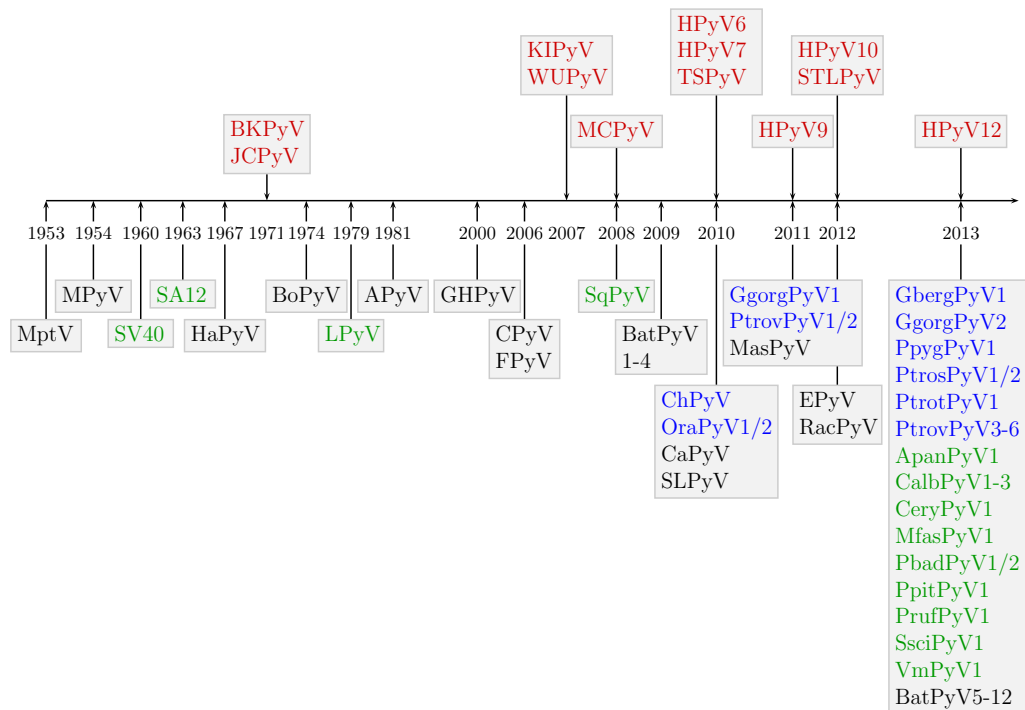 HPyV6
HPyV7
TSPyV
KIPyV
WUPyV
HPyV10
STLPyV
BKPyV
JCPyV
MCPyV
HPyV9
HPyV12
1953 1954 1960 1963 1967 1971 1974 1979 1981 2000 2006 2007 2008 2009 2010 2011 2012 2013
MptV
MPyV
SV40
SA12
HaPyV
BoPyV
LPyV
APyV
GHPyV
CPyV
FPyV
SqPyV
BatPyV
1-4
ChPyV
OraPyV1/2
CaPyV
SLPyV
GgorgPyV1
PtrovPyV1/2
MasPyV
EPyV
RacPyV
GbergPyV1
GgorgPyV2
PpygPyV1
PtrosPyV1/2
PtrotPyV1
PtrovPyV3-6
ApanPyV1
CalbPyV1-3
CeryPyV1
MfasPyV1
PbadPyV1/2
PpitPyV1
PrufPyV1
SsciPyV1
VmPyV1
BatPyV5-12